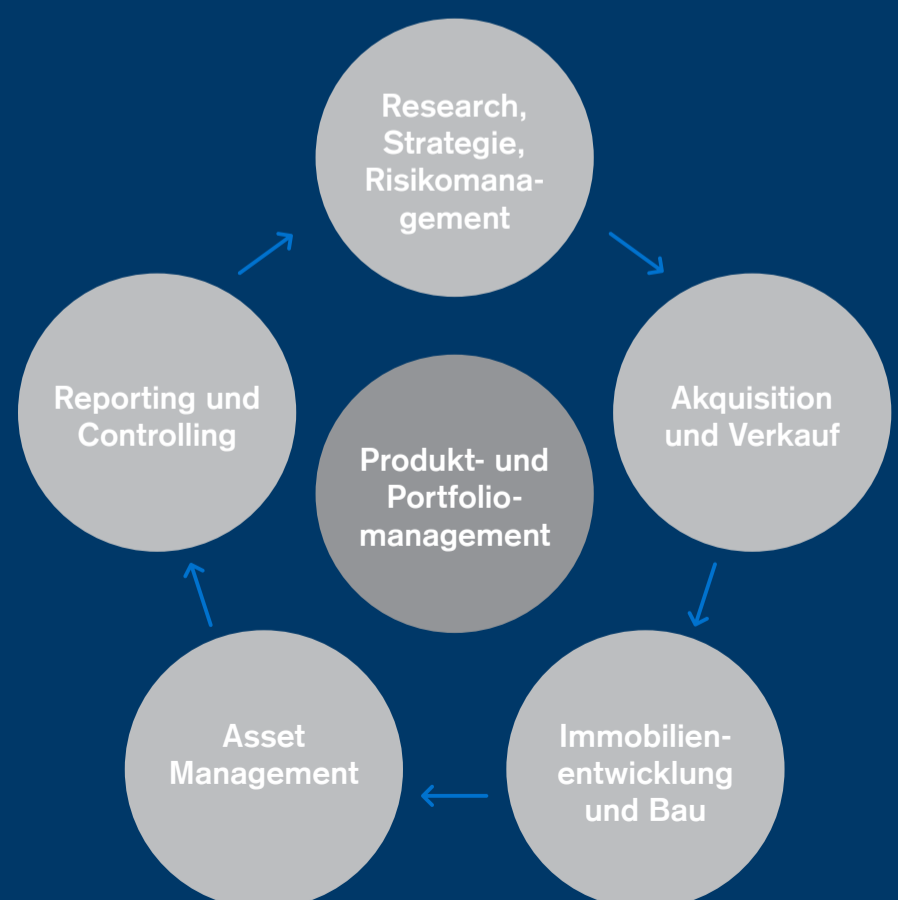 Research,
Strategie,
Risikomana-
gement
Akquisition
und Verkauf
Immobilien-
entwicklung
und Bau
Asset
Management
Reporting und
Controlling
Produkt- und
Portfolio-
management